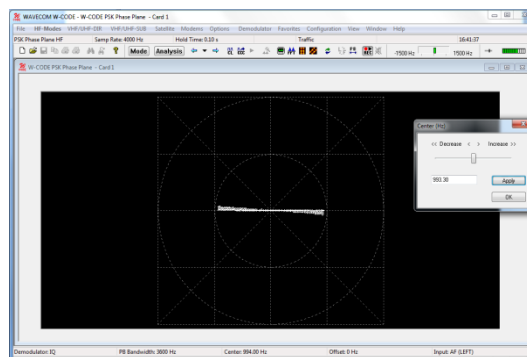 WAVECOM W-CODE - W-CODE PSK Phase Plane - Card 1
File HF-Modes VHF/UHF-DIR VHF/UHF-SUB Satellite Modems Options Demodulator Favorites Configuration View Window Help
PSK Phase Plane HF Samp Rate:4000 Hz Hold Time:0.10 s Traffic 16:41:37
Mode Analysis REC -1500 Hz 1500 Hz
W-CODE PSK Phase Plane - Card 1
Center [Hz]
<< Decrease < > Increase >>
993.30 Apply
OK
Demodulator: IQ PB Bandwidth: 3600 Hz Center: 994.00 Hz Offset: 0 Hz Input: AF (LEFT)